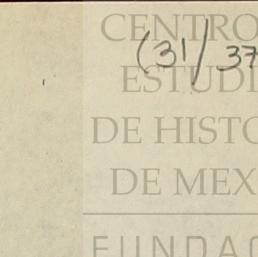 CENTRO
(31/37
ESTUDI
DE HISTO
DE MEX
FUNDAC